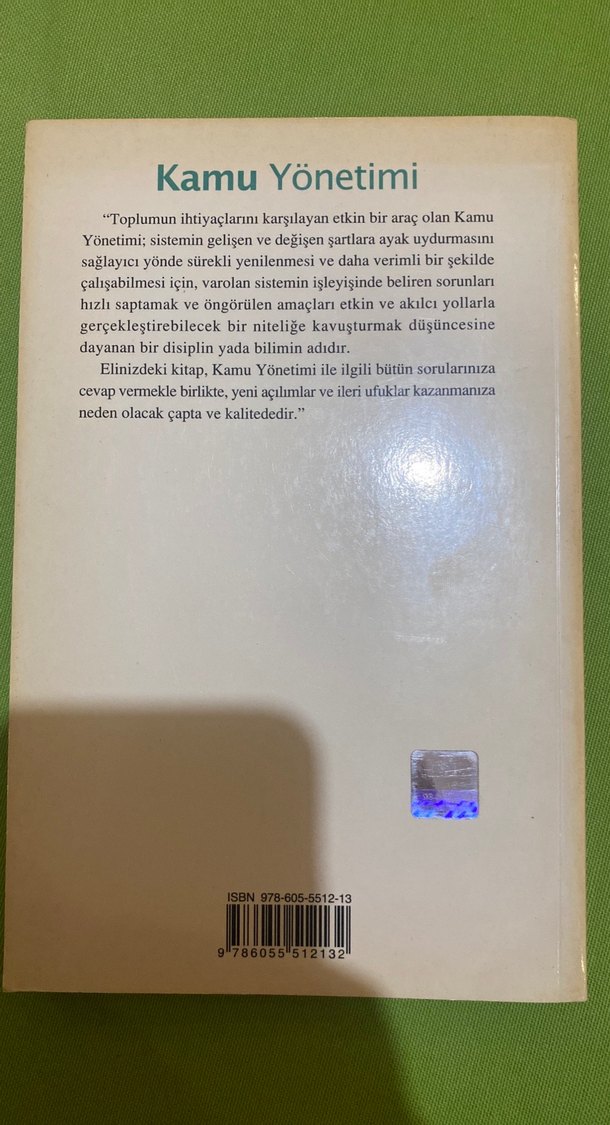 Kamu Yönetimi
“Toplumun ihtiyaçlarını karşılayan etkin bir araç olan Kamu
Yönetimi; sistemin gelişen ve değişen şartlara ayak uydurmasını
sağlayıcı yönde sürekli yenilenmesi ve daha verimli bir şekilde
çalışabilmesi için, varolan sistemin işleyişinde beliren sorunları
hızlı saptamak ve öngörülen amaçları etkin ve akılcı yollarla
gerçekleştirebilecek bir niteliğe kavuşturmak düşüncesine
dayanan bir disiplin yada bilimin adıdır.
Elinizdeki kitap, Kamu Yönetimi ile ilgili bütün sorularınıza
cevap vermekle birlikte, yeni açılımlar ve ileri ufuklar kazanmanıza
neden olacak çapta ve kalitededir.”
ISBN 978-605-5512-13
9 786055 512132